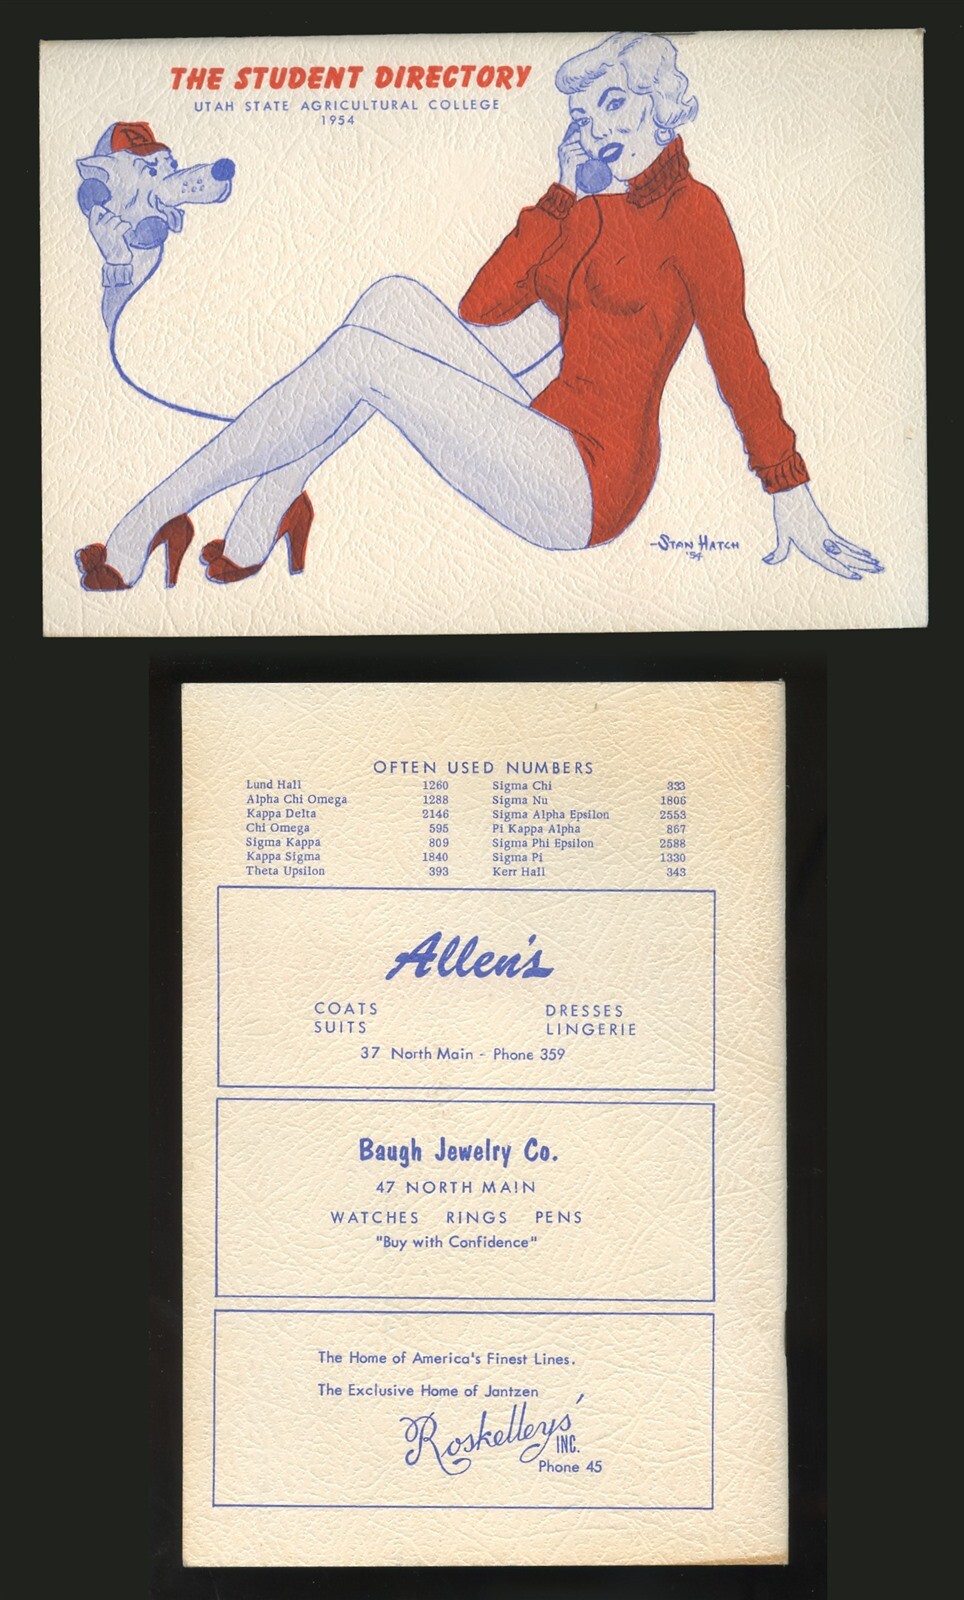 THE STUDENT DIRECTORY
UTAH STATE AGRICULTURAL COLLEGE
1954
A
-STAN HATCH
'54
OFTEN USED NUMBERS
Lund Hall 1260 Sigma Chi 333
Alpha Chi Omega 1288 Sigma Nu 1806
Kappa Delta 2146 Sigma Alpha Epsilon 2553
Chi Omega 595 Pi Kappa Alpha 867
Sigma Kappa 809 Sigma Phi Epsilon 2588
Kappa Sigma 1840 Sigma Pi 1330
Theta Upsilon 393 Kerr Hall 343
Allen's
COATS DRESSES
SUITS LINGERIE
37 North Main - Phone 359
Baugh Jewelry Co.
47 NORTH MAIN
WATCHES RINGS PENS
"Buy with Confidence"
The Home of America's Finest Lines.
The Exclusive Home of Jantzen
Roskelleys' INC.
Phone 45